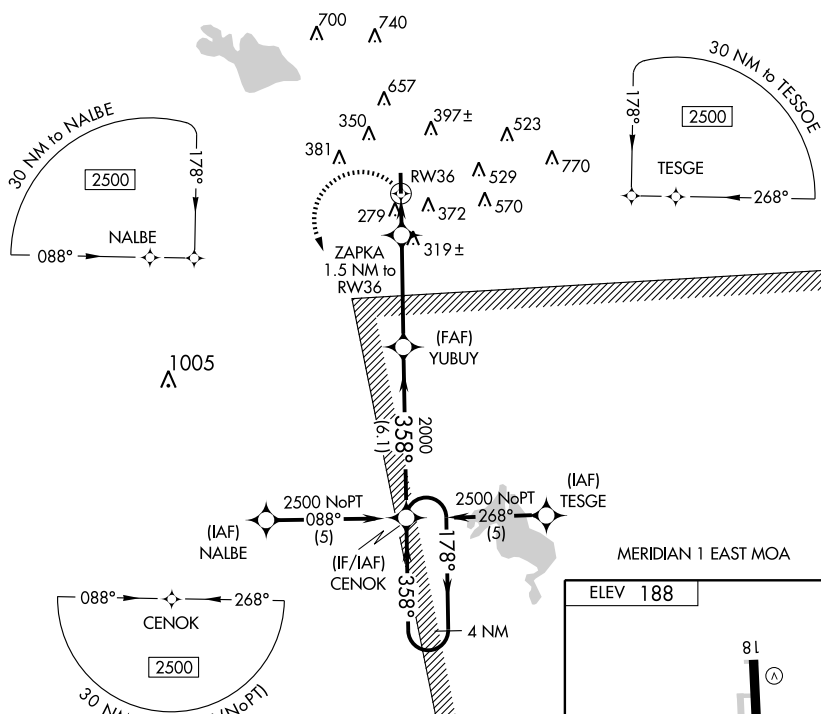 700
740
657
350
397±
523
381
770
529
RW36
279
372
570
319±
ZAPKA
1.5 NM to
RW36
30 NM to NALBE
2500
178°
NALBE
088°
30 NM to TESSOE
178°
2500
TESGE
268°
1005
(FAF)
YUBUY
2000
358°
(6.1)
2500 NoPT
088°
(5)
(IAF)
NALBE
2500 NoPT
268°
(5)
(IAF)
TESGE
(IF/IAF)
CENOK
358°
178°
4 NM
MERIDIAN 1 EAST MOA
088°
268°
CENOK
2500
30 NM
(NoPT)
ELEV 188
18